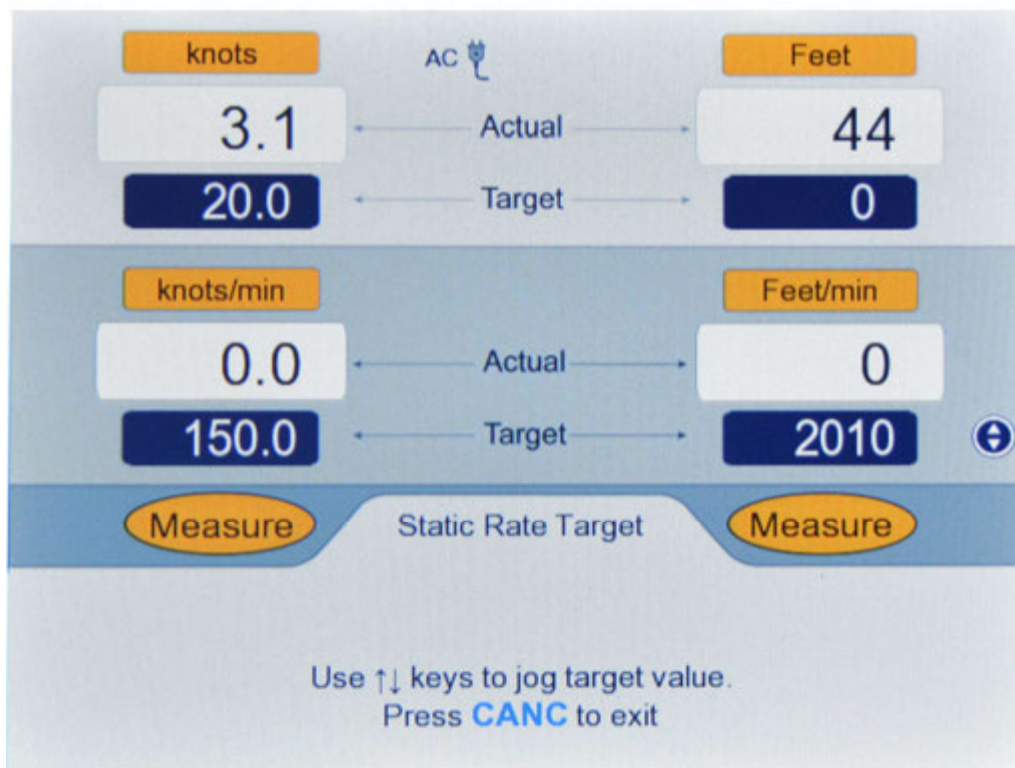 knots AC Feet
3.1 Actual 44
20.0 Target 0
knots/min Feet/min
0.0 Actual 0
150.0 Target 2010
Measure Static Rate Target Measure
Use ↑↓ keys to jog target value.
Press CANC to exit